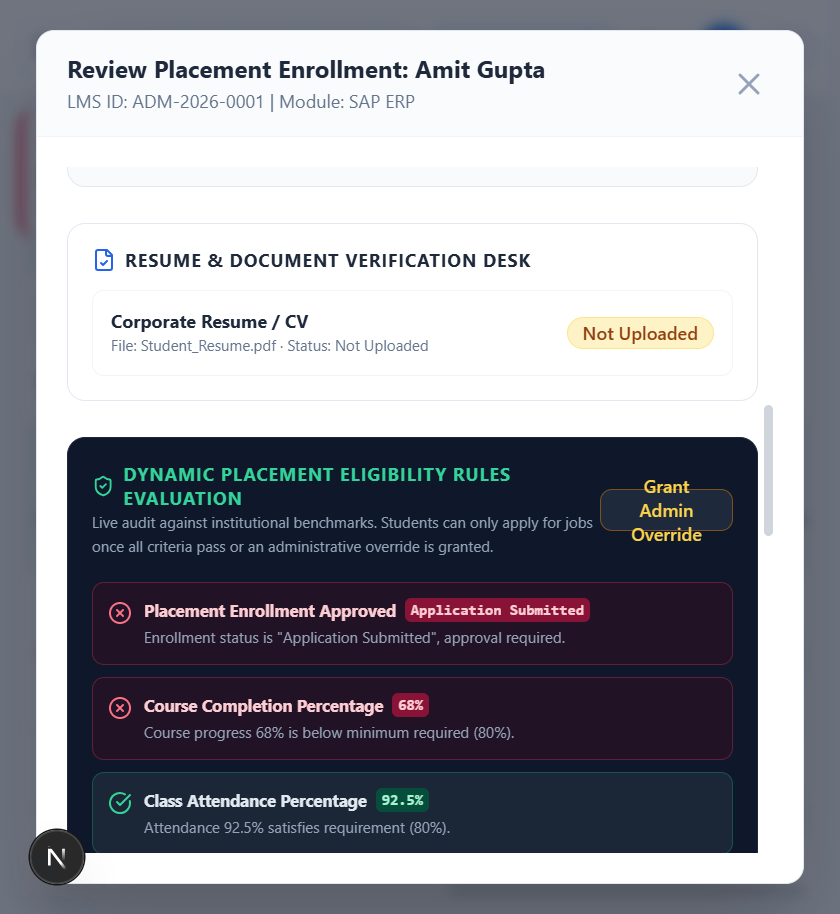 Review Placement Enrollment: Amit Gupta
LMS ID: ADM-2026-0001 | Module: SAP ERP
RESUME & DOCUMENT VERIFICATION DESK
Corporate Resume / CV
File: Student_Resume.pdf · Status: Not Uploaded
Not Uploaded
DYNAMIC PLACEMENT ELIGIBILITY RULES
EVALUATION
Live audit against institutional benchmarks. Students can only apply for jobs
once all criteria pass or an administrative override is granted.
Grant
Admin
Override
Placement Enrollment Approved Application Submitted
Enrollment status is "Application Submitted", approval required.
Course Completion Percentage 68%
Course progress 68% is below minimum required (80%).
Class Attendance Percentage 92.5%
Attendance 92.5% satisfies requirement (80%).
N